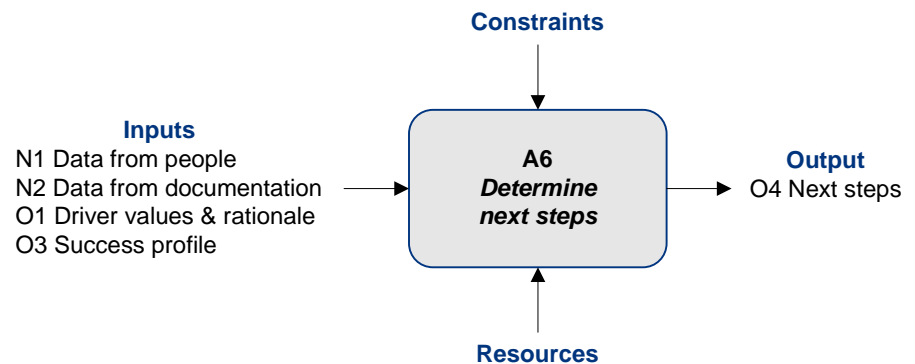 Constraints
Inputs
N1 Data from people
N2 Data from documentation
O1 Driver values & rationale
O3 Success profile
A6
Determine
next steps
Output
O4 Next steps
Resources